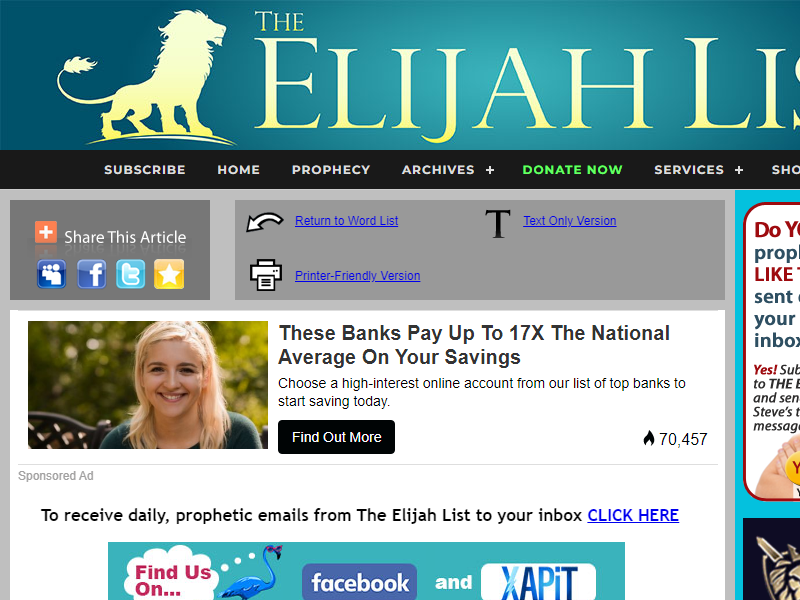 THE
ELIJAH LIS
SUBSCRIBE HOME PROPHECY ARCHIVES + DONATE NOW SERVICES + SHO
Share This Article
Return to Word List
Text Only Version
Printer-Friendly Version
These Banks Pay Up To 17X The National
Average On Your Savings
Choose a high-interest online account from our list of top banks to
start saving today.
Find Out More
70,457
Sponsored Ad
To receive daily, prophetic emails from The Elijah List to your inbox CLICK HERE
Find Us
On...
facebook and XAPiT
Do YO
proph
LIKE T
sent
your
inbox
Yes! Sub
to THE
and sen
Steve's t
message